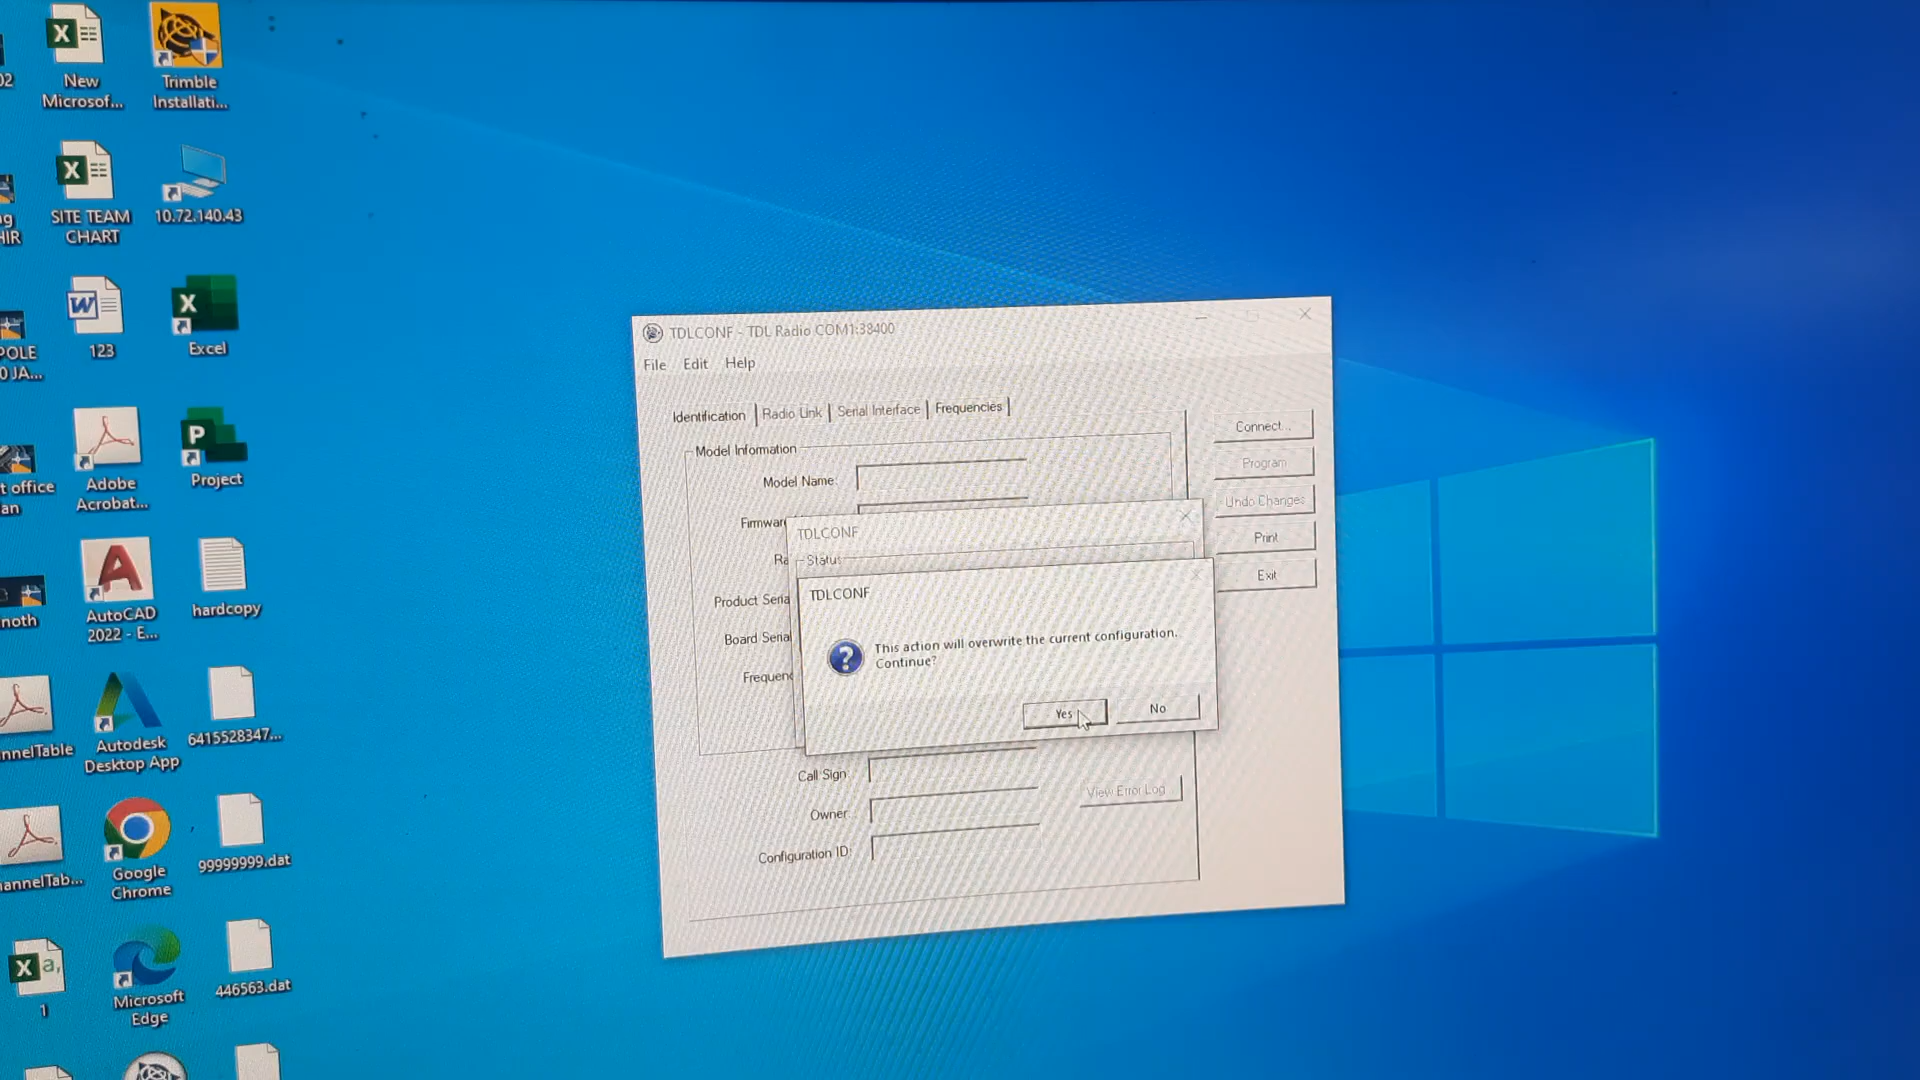 02
New
Microsof...
Trimble
Installati...
SITE TEAM
CHART
10.72.140.43
HIR
123
Excel
POLE
0 JA...
Adobe
Acrobat...
Project
t office
an
AutoCAD
2022 - E...
hardcopy
noth
annelTable
Autodesk
Desktop App
6415528347...
annelTab...
Google
Chrome
99999999.dat
1
Microsoft
Edge
446563.dat
TDLCONF - TDL Radio COM1:38400
File Edit Help
Identification Radio Link Serial Interface Frequencies
Model Information
Model Name:
Firmwar
Ra
Product Seria
Board Seria
Frequenc
Call Sign:
Owner:
Configuration ID:
View Error Log
Connect...
Program
Undo Changes
Print
Exit
TDLCONF
Status
TDLCONF
This action will overwrite the current configuration.
Continue?
Yes
No